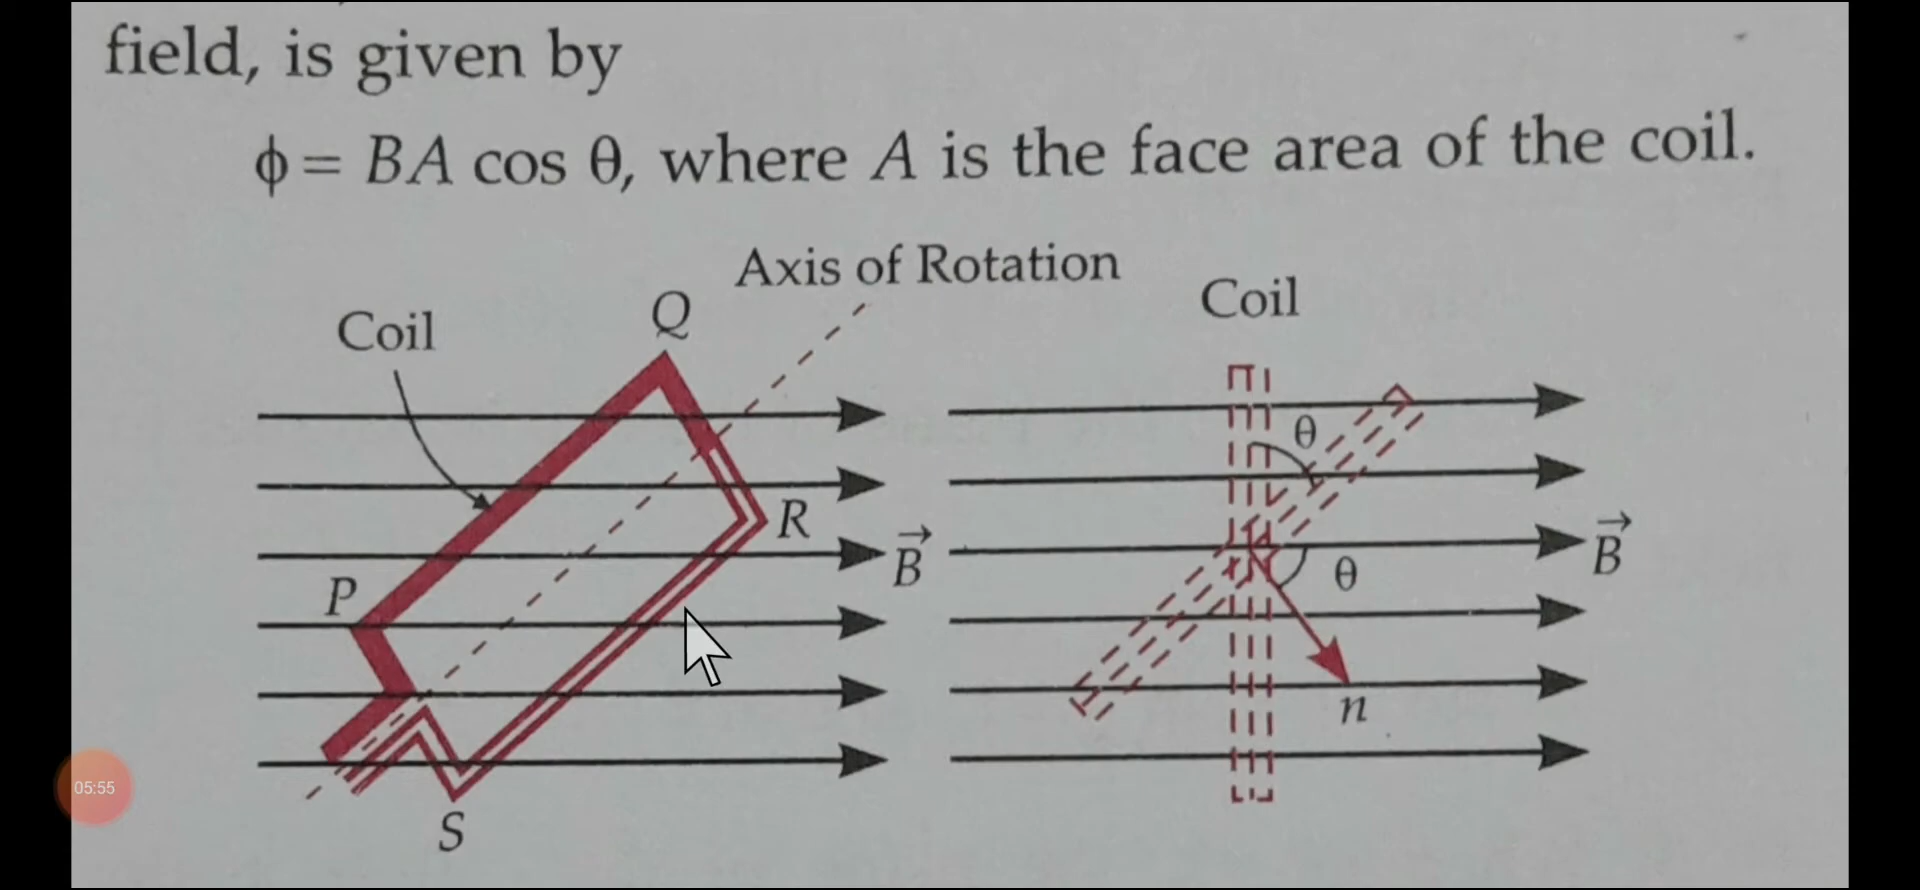 field, is given by
ϕ = BA cos θ, where A is the face area of the coil.
Axis of Rotation
Coil
Q
Coil
θ
R
B⃗
B⃗
P
θ
n
S
05:55